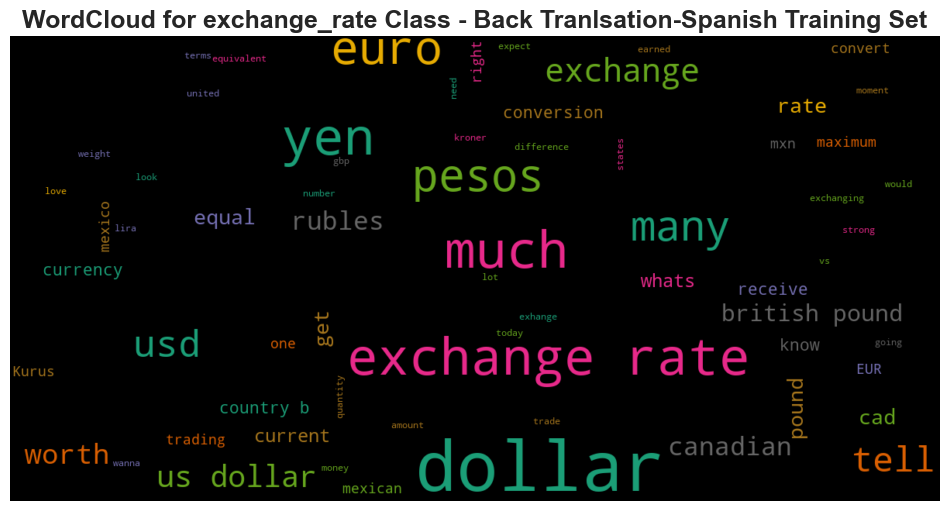 WordCloud for exchange_rate Class - Back Tranlsation-Spanish Training Set
euro
expect
earned
convert
terms
equivalent
right
exchange
need
moment
united
conversion
rate
yen
kroner
difference
states
mxn
maximum
weight
gbp
pesos
look
number
would
love
exchanging
mexico
lira
equal
rubles
many
strong
much
currency
vs
lot
whats
receive
british pound
get
exhange
today
usd
one
exchange rate
know
going
Kurus
EUR
quantity
pound
country b
cad
amount
trade
trading
current
worth
wanna
us dollar
money
mexican
dollar
canadian
tell